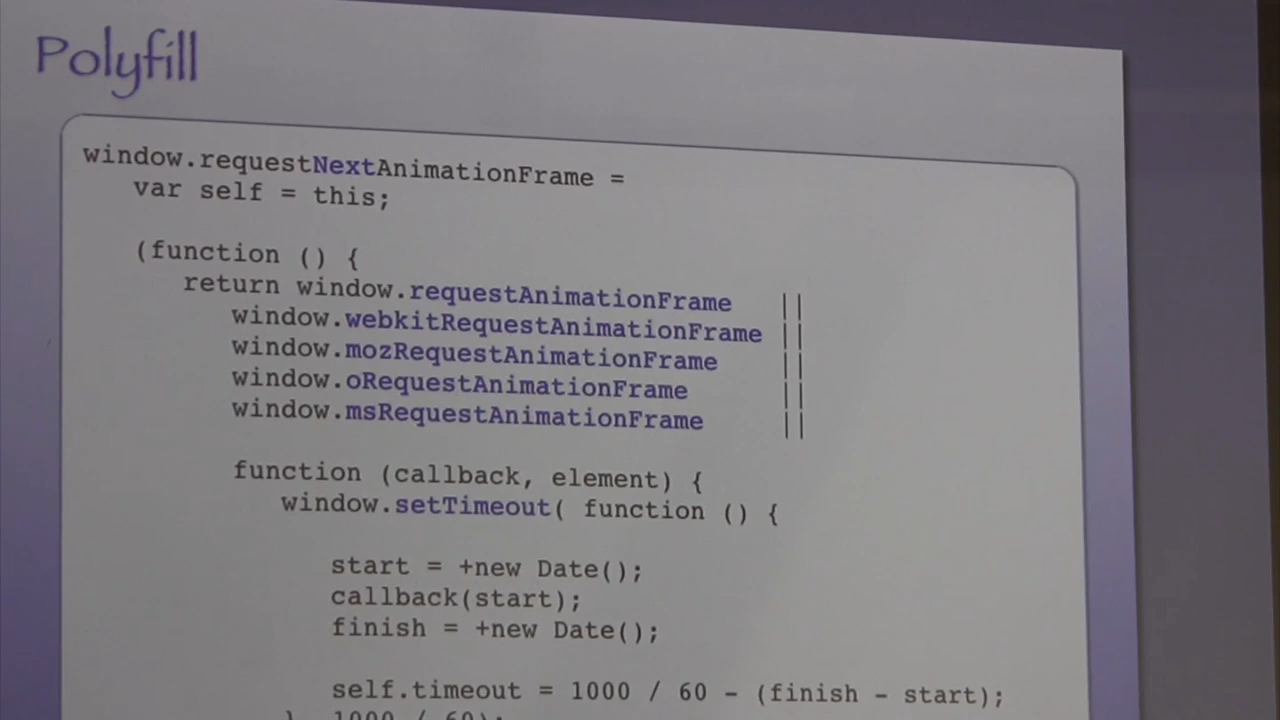 Polyfill
window.requestNextAnimationFrame =
var self = this;
(function () {
return window.requestAnimationFrame ||
window.webkitRequestAnimationFrame ||
window.mozRequestAnimationFrame ||
window.oRequestAnimationFrame ||
window.msRequestAnimationFrame ||
function (callback, element) {
window.setTimeout( function () {
start = +new Date();
callback(start);
finish = +new Date();
self.timeout = 1000 / 60 - (finish - start);
}, 1000 / 60);